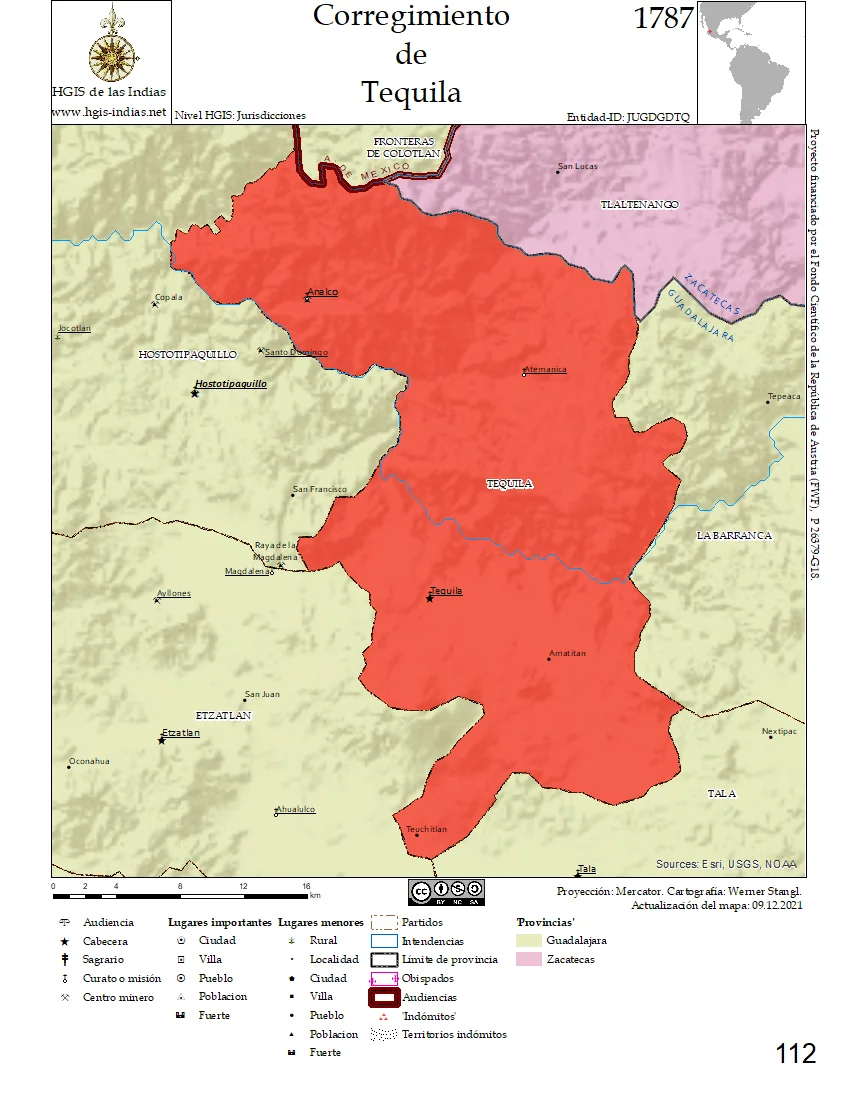 Corregimiento
de
Tequila
1787
HGIS de las Indias
www.hgis-indias.net
Nivel HGIS: Jurisdicciones
Entidad-ID: JUGDGDTQ
Proyecto financiado por el Fondo Científico de la República de Austria (FWF), P 26379-G18.
FRONTERAS
DE COLOTLAN
A. DE MEXICO
San Lucas
TLALTENANGO
ZACATECAS
GUADALAJARA
Copala
Analco
Jocotlan
HOSTOTIPAQUILLO
Santo Domingo
Hostotipaquillo
Atemanica
Tepeaca
San Francisco
TEQUILA
LA BARRANCA
Raya de la
Magdalena
Magdalena
Ayllones
Tequila
Amatitan
San Juan
ETZATLAN
Etzatlan
Nextipac
Oconahua
TALA
Ahualulco
Teuchitlan
Tala
Sources: Esri, USGS, NOAA
0 2 4 8 12 16
km
CC BY NC SA
Proyección: Mercator. Cartografía: Werner Stangl.
Actualización del mapa: 09.12.2021
Audiencia
Cabecera
Sagrario
Curato o misión
Centro minero
Lugares importantes
Ciudad
Villa
Pueblo
Poblacion
Fuerte
Lugares menores
Rural
Localidad
Ciudad
Villa
Pueblo
Poblacion
Fuerte
Partidos
Intendencias
Límite de provincia
Obispados
Audiencias
'Indómitos'
Territorios indómitos
'Provincias'
Guadalajara
Zacatecas
112